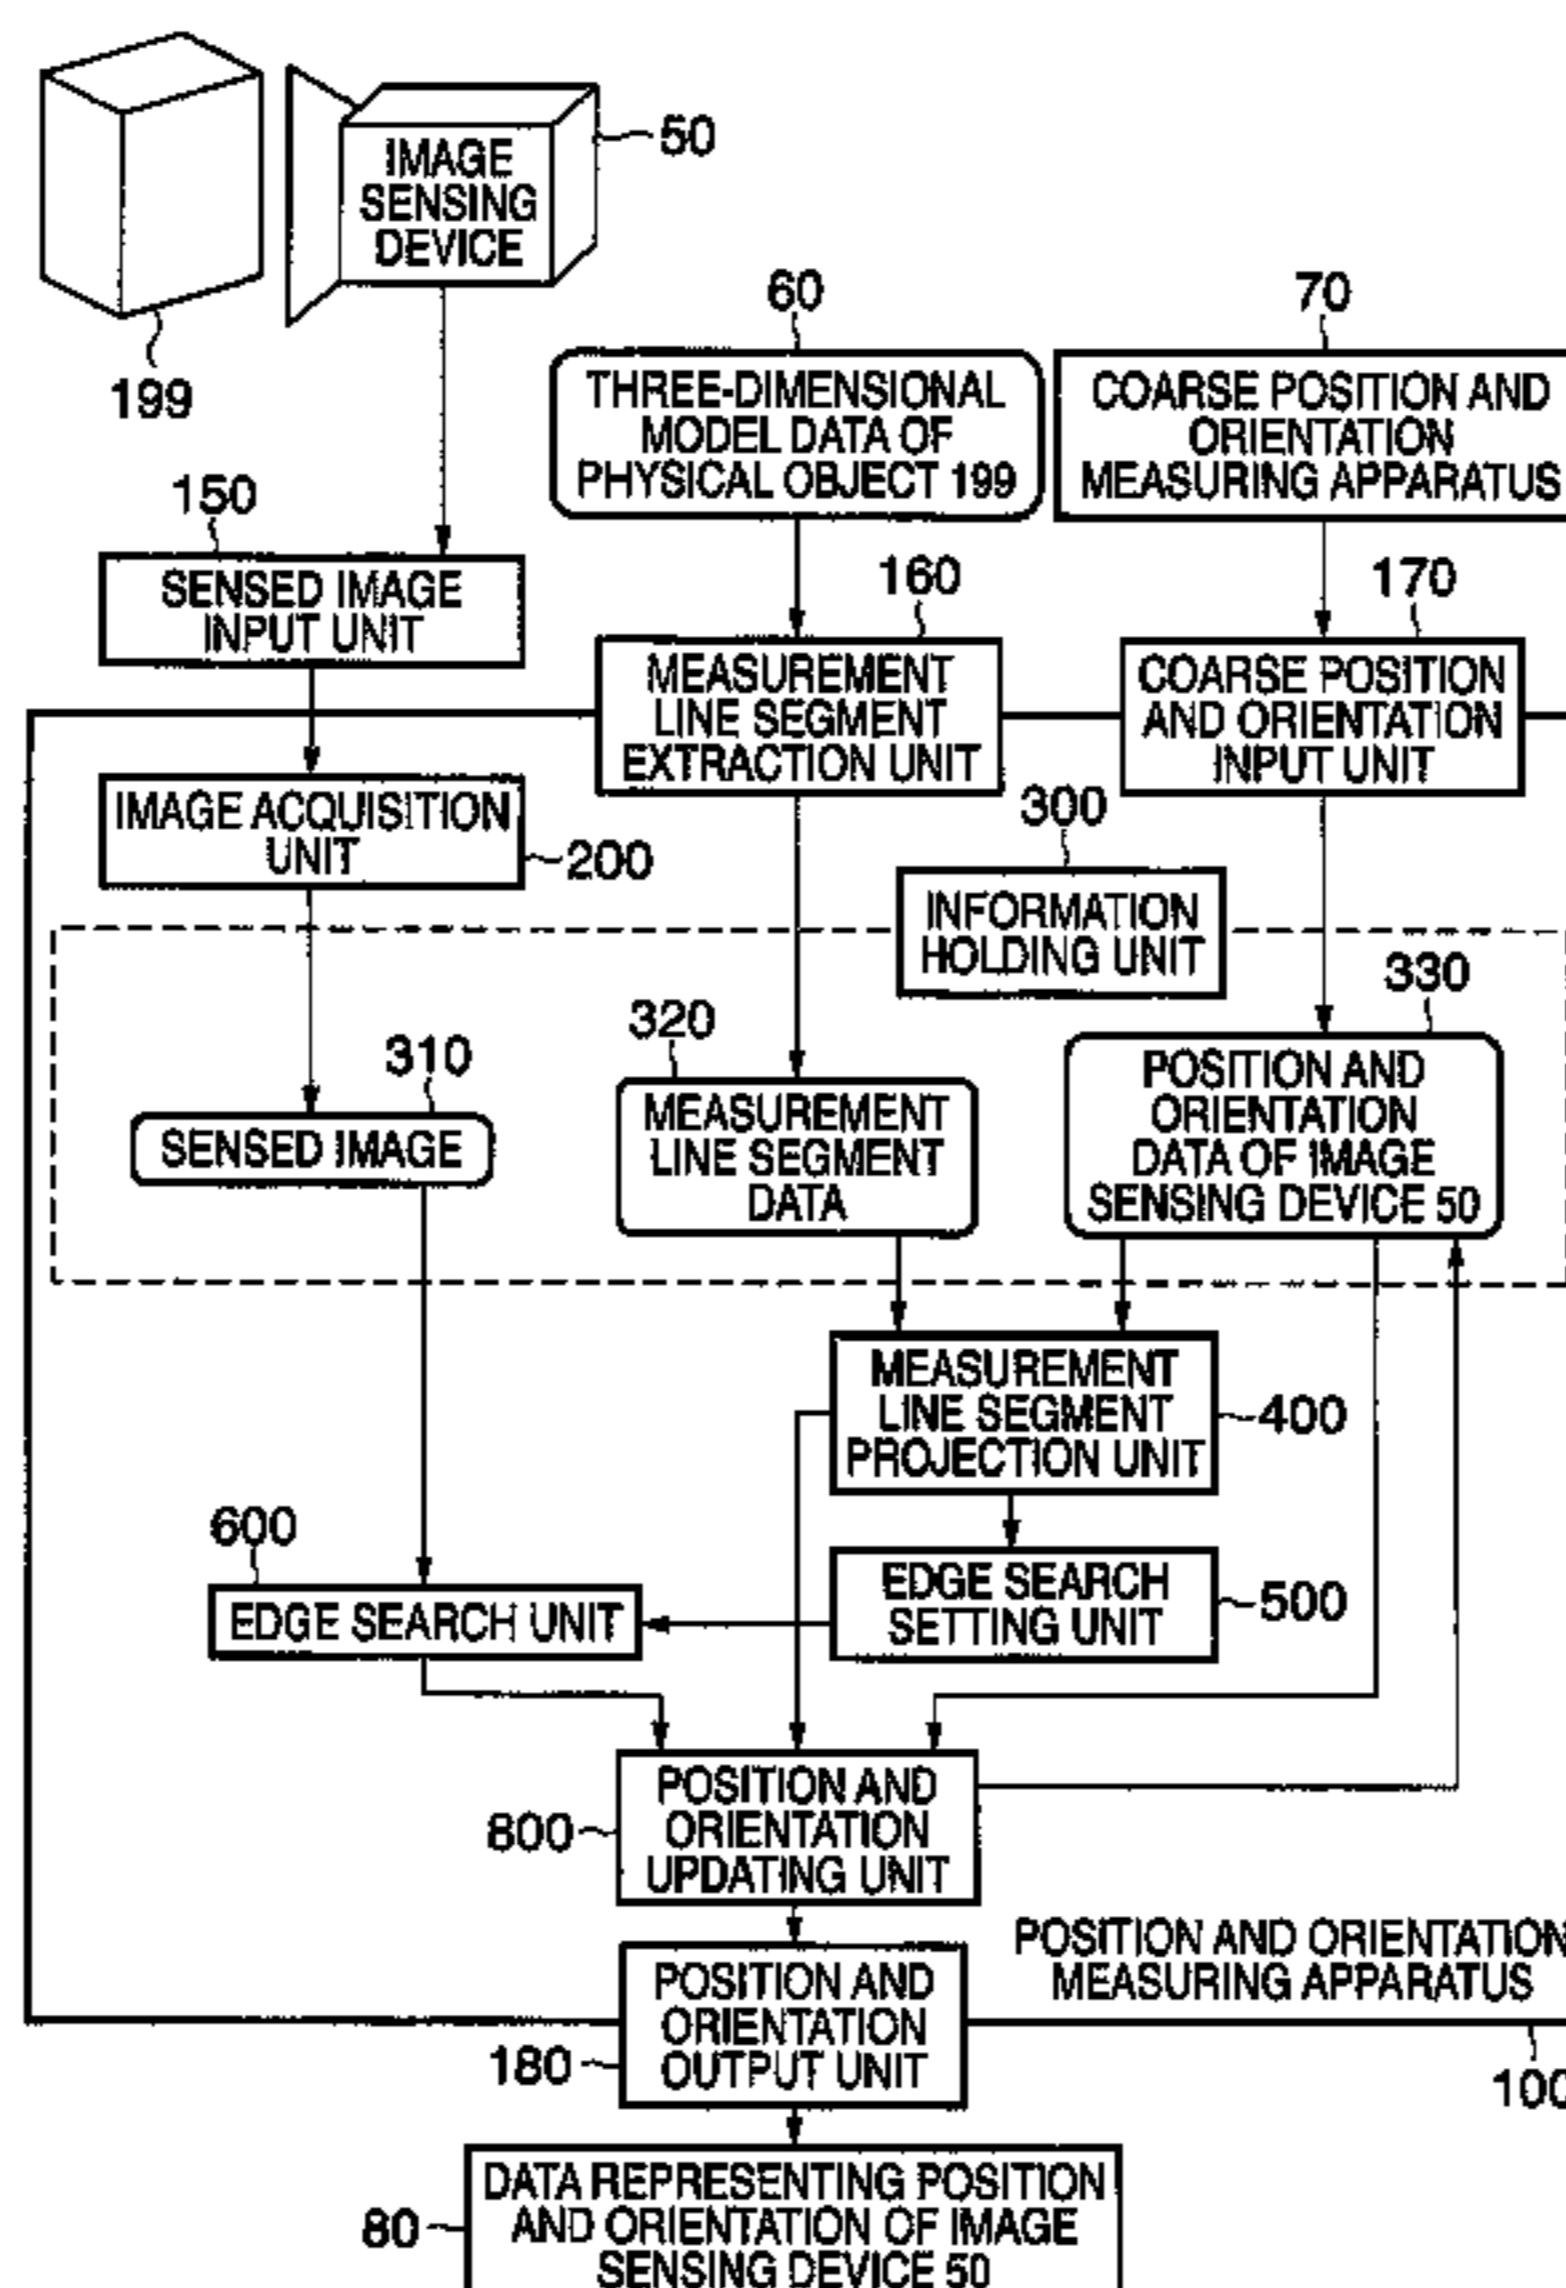 50
IMAGE
SENSING
DEVICE
199
60
THREE-DIMENSIONAL
MODEL DATA OF
PHYSICAL OBJECT 199
70
COARSE POSITION AND
ORIENTATION
MEASURING APPARATUS
150
SENSED IMAGE
INPUT UNIT
160
MEASUREMENT
LINE SEGMENT
EXTRACTION UNIT
170
COARSE POSITION
AND ORIENTATION
INPUT UNIT
IMAGE ACQUISITION
UNIT
200
300
INFORMATION
HOLDING UNIT
310
SENSED IMAGE
320
MEASUREMENT
LINE SEGMENT
DATA
330
POSITION AND
ORIENTATION
DATA OF IMAGE
SENSING DEVICE 50
MEASUREMENT
LINE SEGMENT
PROJECTION UNIT
400
600
EDGE SEARCH UNIT
EDGE SEARCH
SETTING UNIT
500
800
POSITION AND
ORIENTATION
UPDATING UNIT
POSITION AND ORIENTATION
MEASURING APPARATUS
100
180
POSITION AND
ORIENTATION
OUTPUT UNIT
80
DATA REPRESENTING POSITION
AND ORIENTATION OF IMAGE
SENSING DEVICE 50